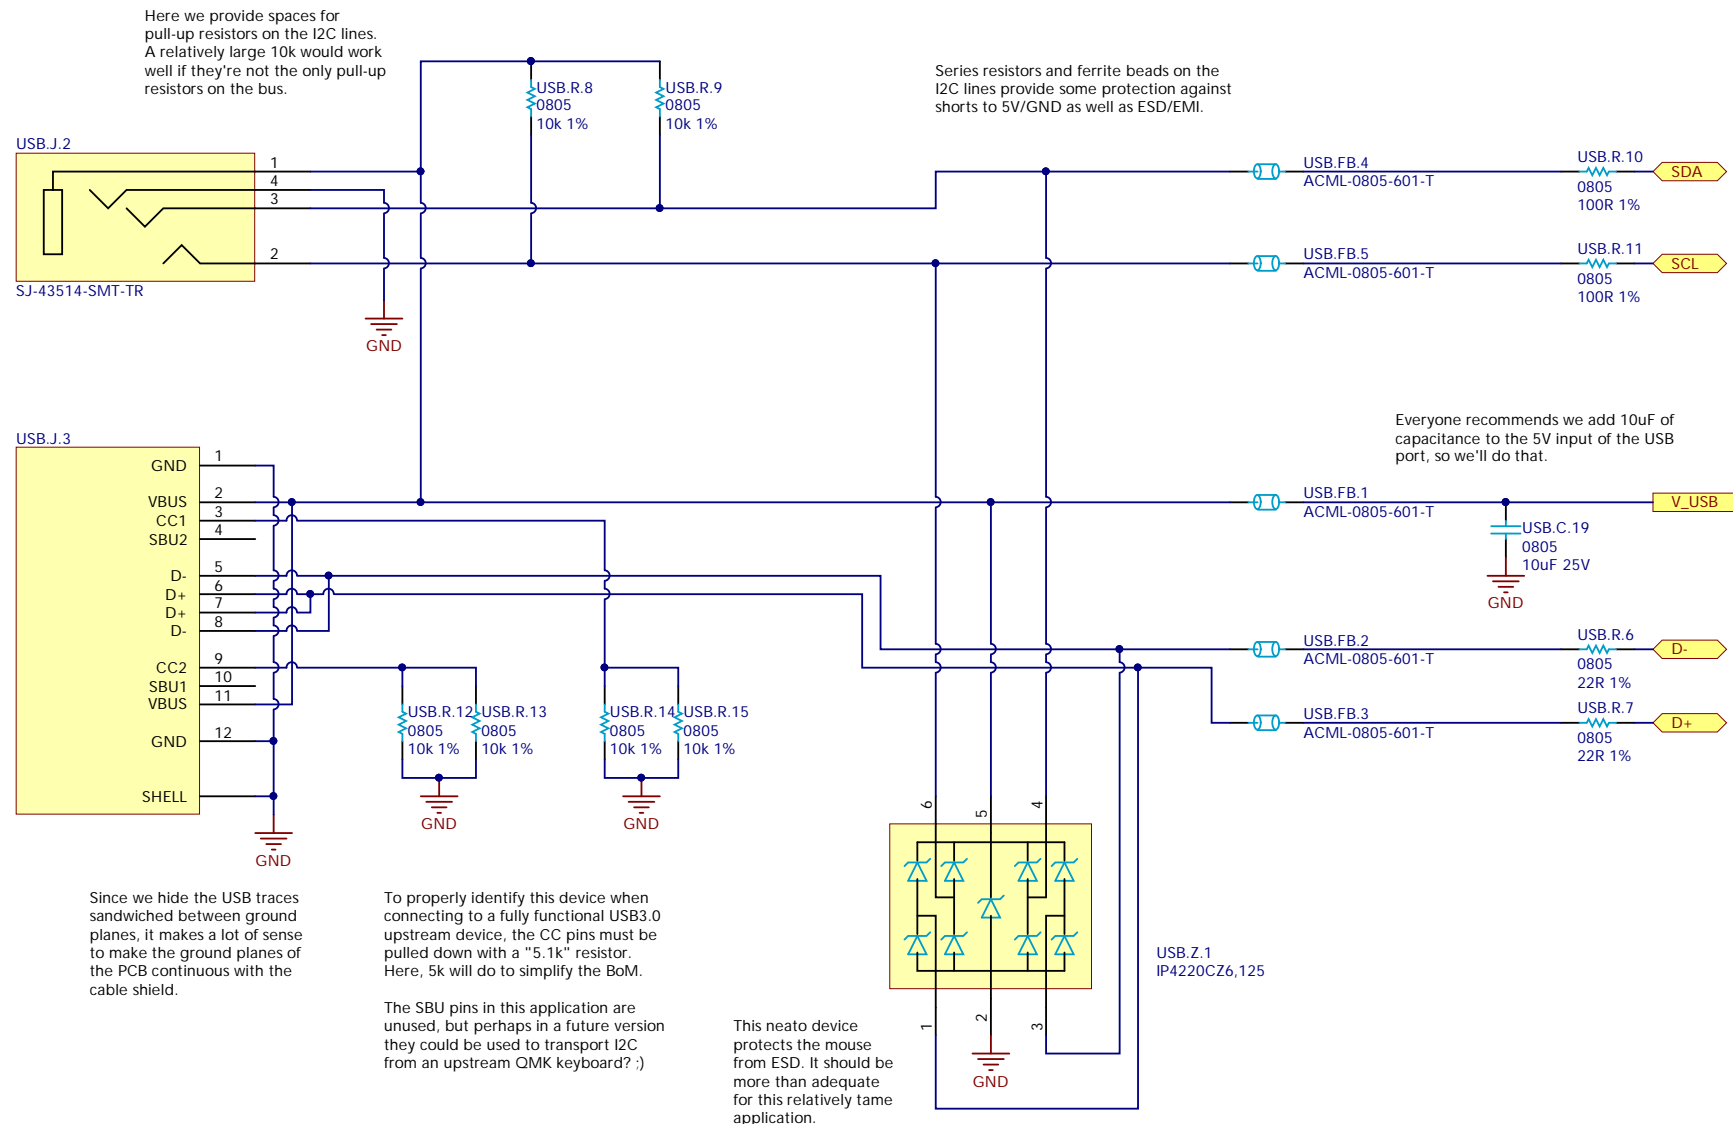 Here we provide spaces for
pull-up resistors on the I2C lines.
A relatively large 10k would work
well if they're not the only pull-up
resistors on the bus.
Series resistors and ferrite beads on the
I2C lines provide some protection against
shorts to 5V/GND as well as ESD/EMI.
USB.R.8
0805
10k 1%
USB.R.9
0805
10k 1%
USB.J.2
1
4
3
2
SJ-43514-SMT-TR
GND
USB.FB.4
ACML-0805-601-T
USB.R.10
0805
100R 1%
SDA
USB.FB.5
ACML-0805-601-T
USB.R.11
0805
100R 1%
SCL
Everyone recommends we add 10uF of
capacitance to the 5V input of the USB
port, so we'll do that.
USB.J.3
GND 1
VBUS 2
CC1 3
SBU2 4
D- 5
D+ 6
D+ 7
D- 8
CC2 9
SBU1 10
VBUS 11
GND 12
SHELL
GND
USB.FB.1
ACML-0805-601-T
V_USB
USB.C.19
0805
10uF 25V
GND
USB.FB.2
ACML-0805-601-T
USB.R.6
0805
22R 1%
D-
USB.FB.3
ACML-0805-601-T
USB.R.7
0805
22R 1%
D+
USB.R.12
0805
10k 1%
USB.R.13
0805
10k 1%
GND
USB.R.14
0805
10k 1%
USB.R.15
0805
10k 1%
GND
6
5
4
1
2
3
GND
USB.Z.1
IP4220CZ6,125
Since we hide the USB traces
sandwiched between ground
planes, it makes a lot of sense
to make the ground planes of
the PCB continuous with the
cable shield.
To properly identify this device when
connecting to a fully functional USB3.0
upstream device, the CC pins must be
pulled down with a "5.1k" resistor.
Here, 5k will do to simplify the BoM.
The SBU pins in this application are
unused, but perhaps in a future version
they could be used to transport I2C
from an upstream QMK keyboard? ;)
This neato device
protects the mouse
from ESD. It should be
more than adequate
for this relatively tame
application.